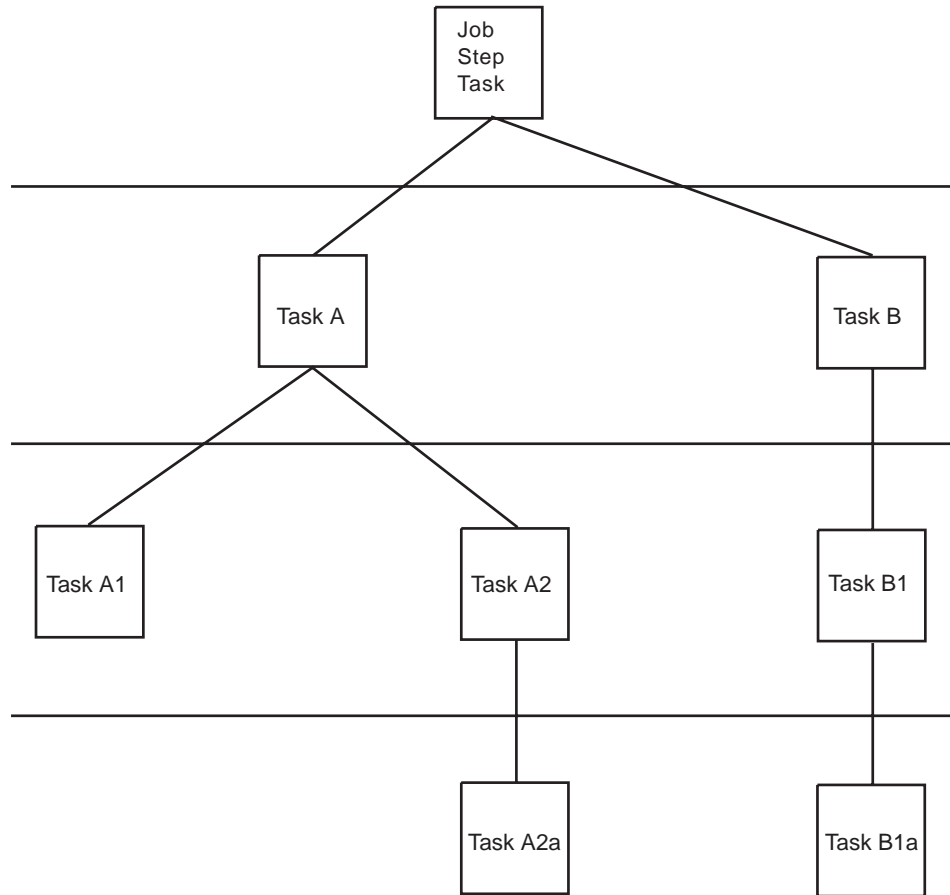 Job
Step
Task
Task A
Task B
Task A1
Task A2
Task B1
Task A2a
Task B1a